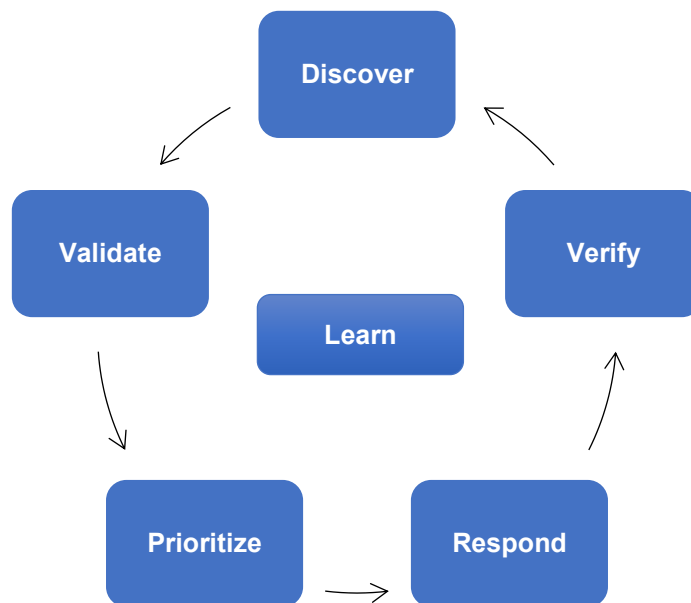 Discover
Validate
Verify
Learn
Prioritize
Respond